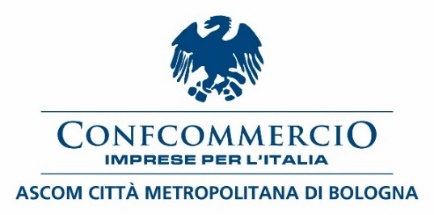 CONFCOMMERCIO
IMPRESE PER L'ITALIA
ASCOM CITTÀ METROPOLITANA DI BOLOGNA